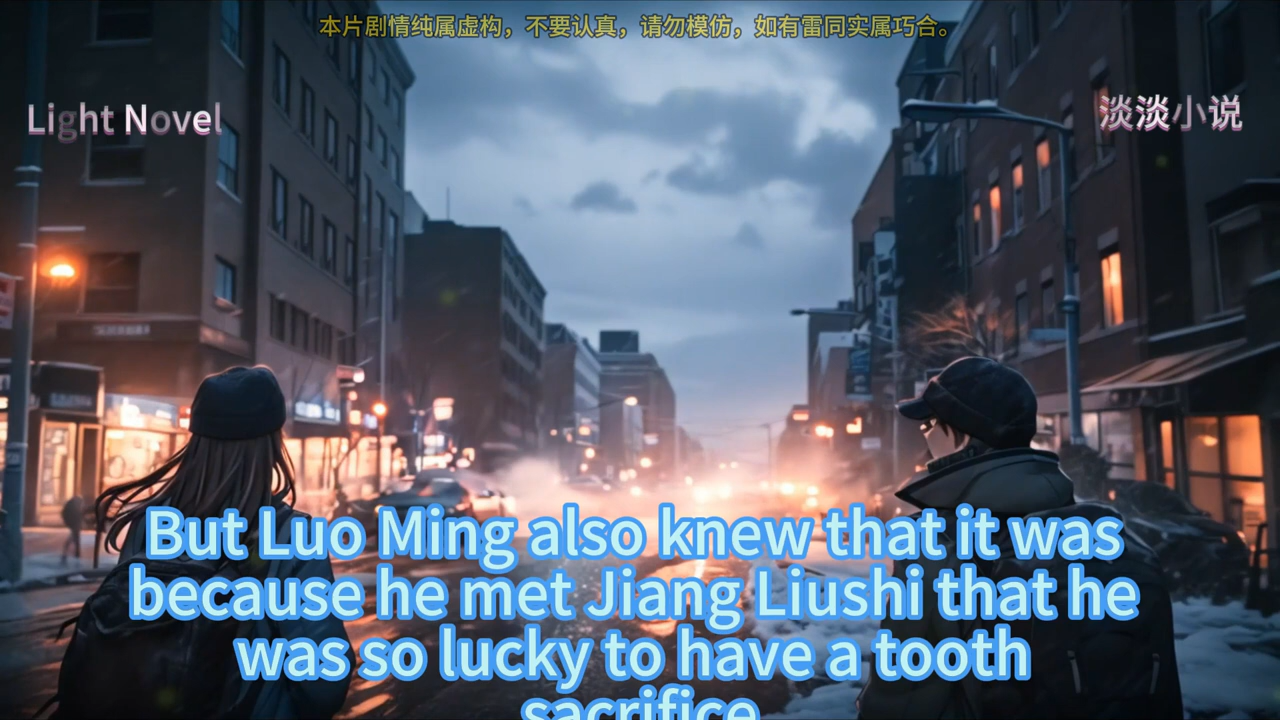 本片剧情纯属虚构，不要认真，请勿模仿，如有雷同实属巧合。
Light Novel
淡淡小说
But Luo Ming also knew that it was
because he met Jiang Liushi that he
was so lucky to have a tooth
sacrifice